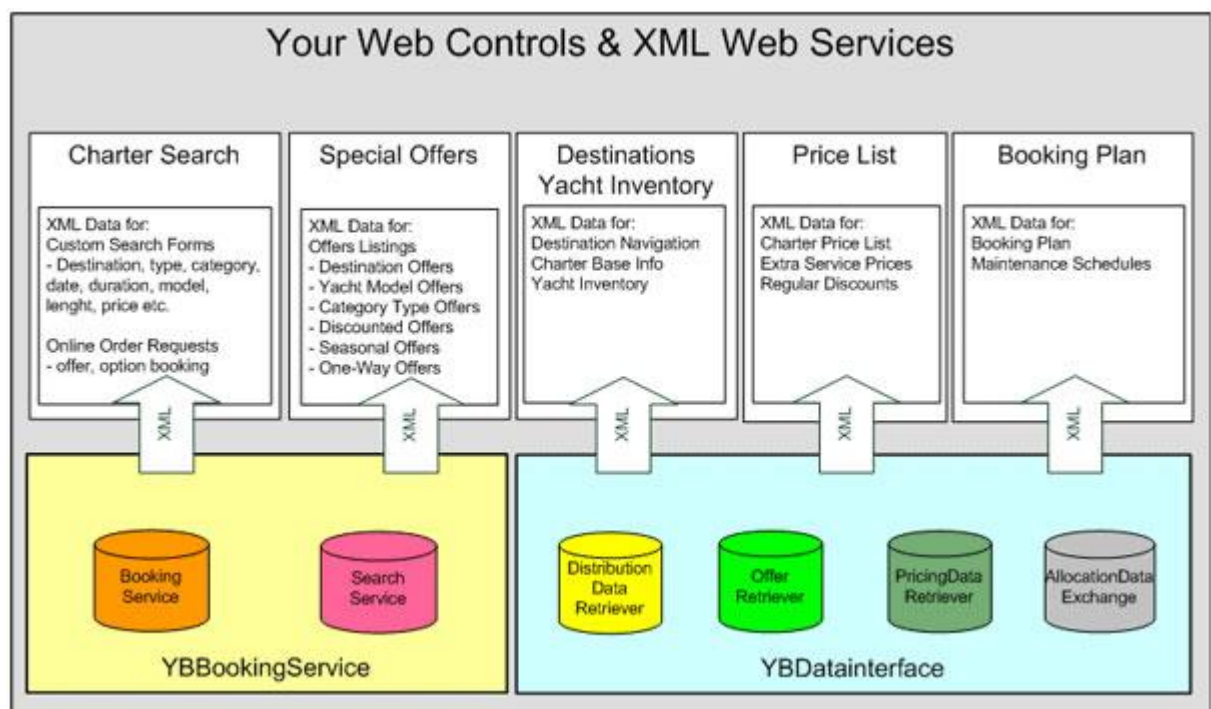 Your Web Controls & XML Web Services
Charter Search
XML Data for:
Custom Search Forms
- Destination, type, category,
date, duration, model,
lenght, price etc.
Online Order Requests
- offer, option booking
XML
Special Offers
XML Data for:
Offers Listings
- Destination Offers
- Yacht Model Offers
- Category Type Offers
- Discounted Offers
- Seasonal Offers
- One-Way Offers
XML
Destinations
Yacht Inventory
XML Data for:
Destination Navigation
Charter Base Info
Yacht Inventory
XML
Price List
XML Data for:
Charter Price List
Extra Service Prices
Regular Discounts
XML
Booking Plan
XML Data for:
Booking Plan
Maintenance Schedules
XML
Booking
Service
Search
Service
YBBookingService
Distribution
Data
Retriever
Offer
Retriever
PricingData
Retriever
AllocationData
Exchange
YBDatainterface